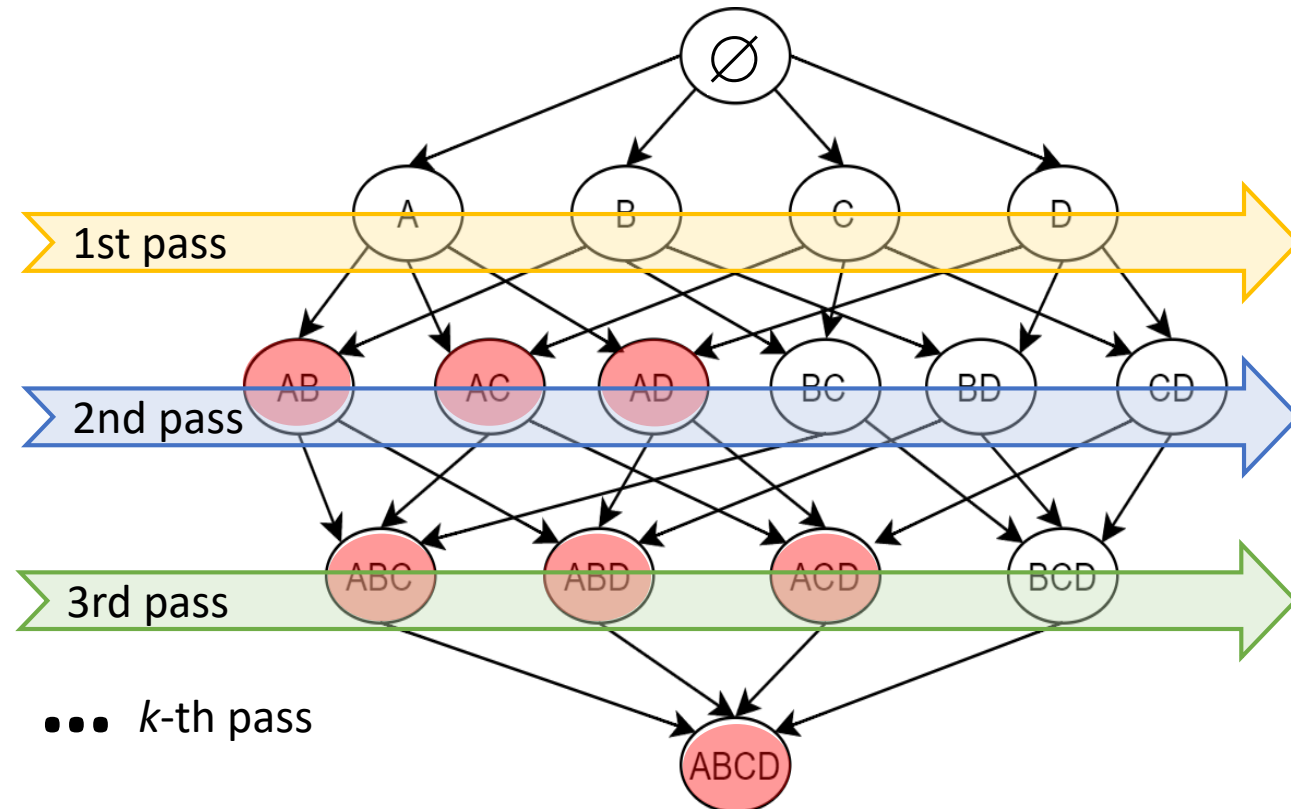 ∅
A B C D
1st pass
AB AC AD BC BD CD
2nd pass
ABC ABD ACD BCD
3rd pass
... k-th pass
ABCD